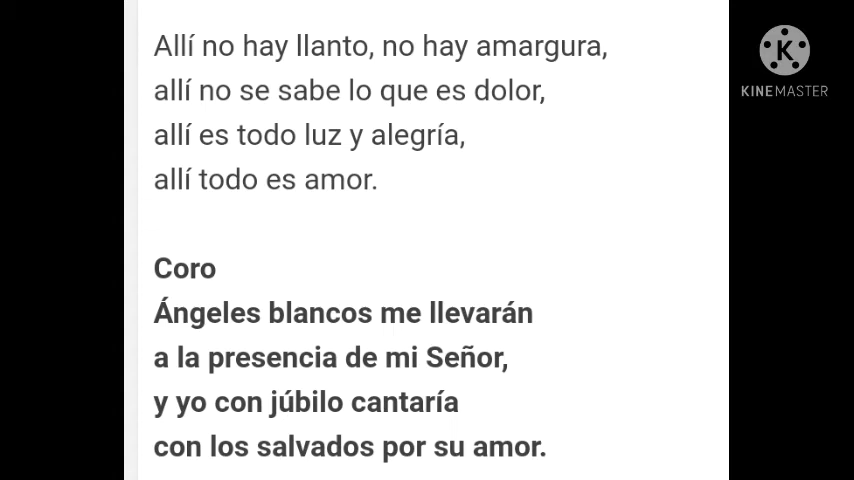 Allí no hay llanto, no hay amargura,
allí no se sabe lo que es dolor,
allí es todo luz y alegría,
allí todo es amor.
Coro
Ángeles blancos me llevarán
a la presencia de mi Señor,
y yo con júbilo cantaría
con los salvados por su amor.
K
KINEMASTER